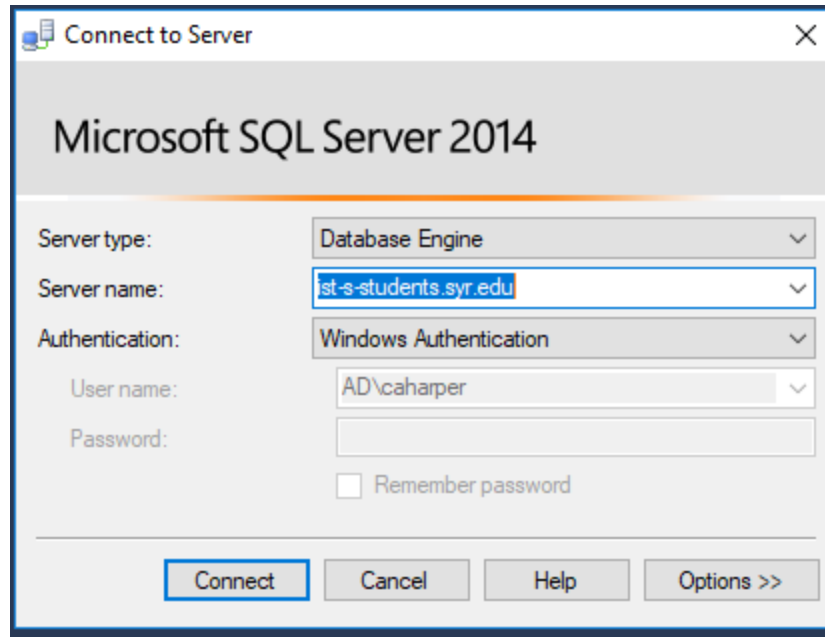 Connect to Server
Microsoft SQL Server 2014
Server type: Database Engine
Server name: ist-s-students.syr.edu
Authentication: Windows Authentication
User name: AD\caharper
Password:
Remember password
Connect Cancel Help Options >>